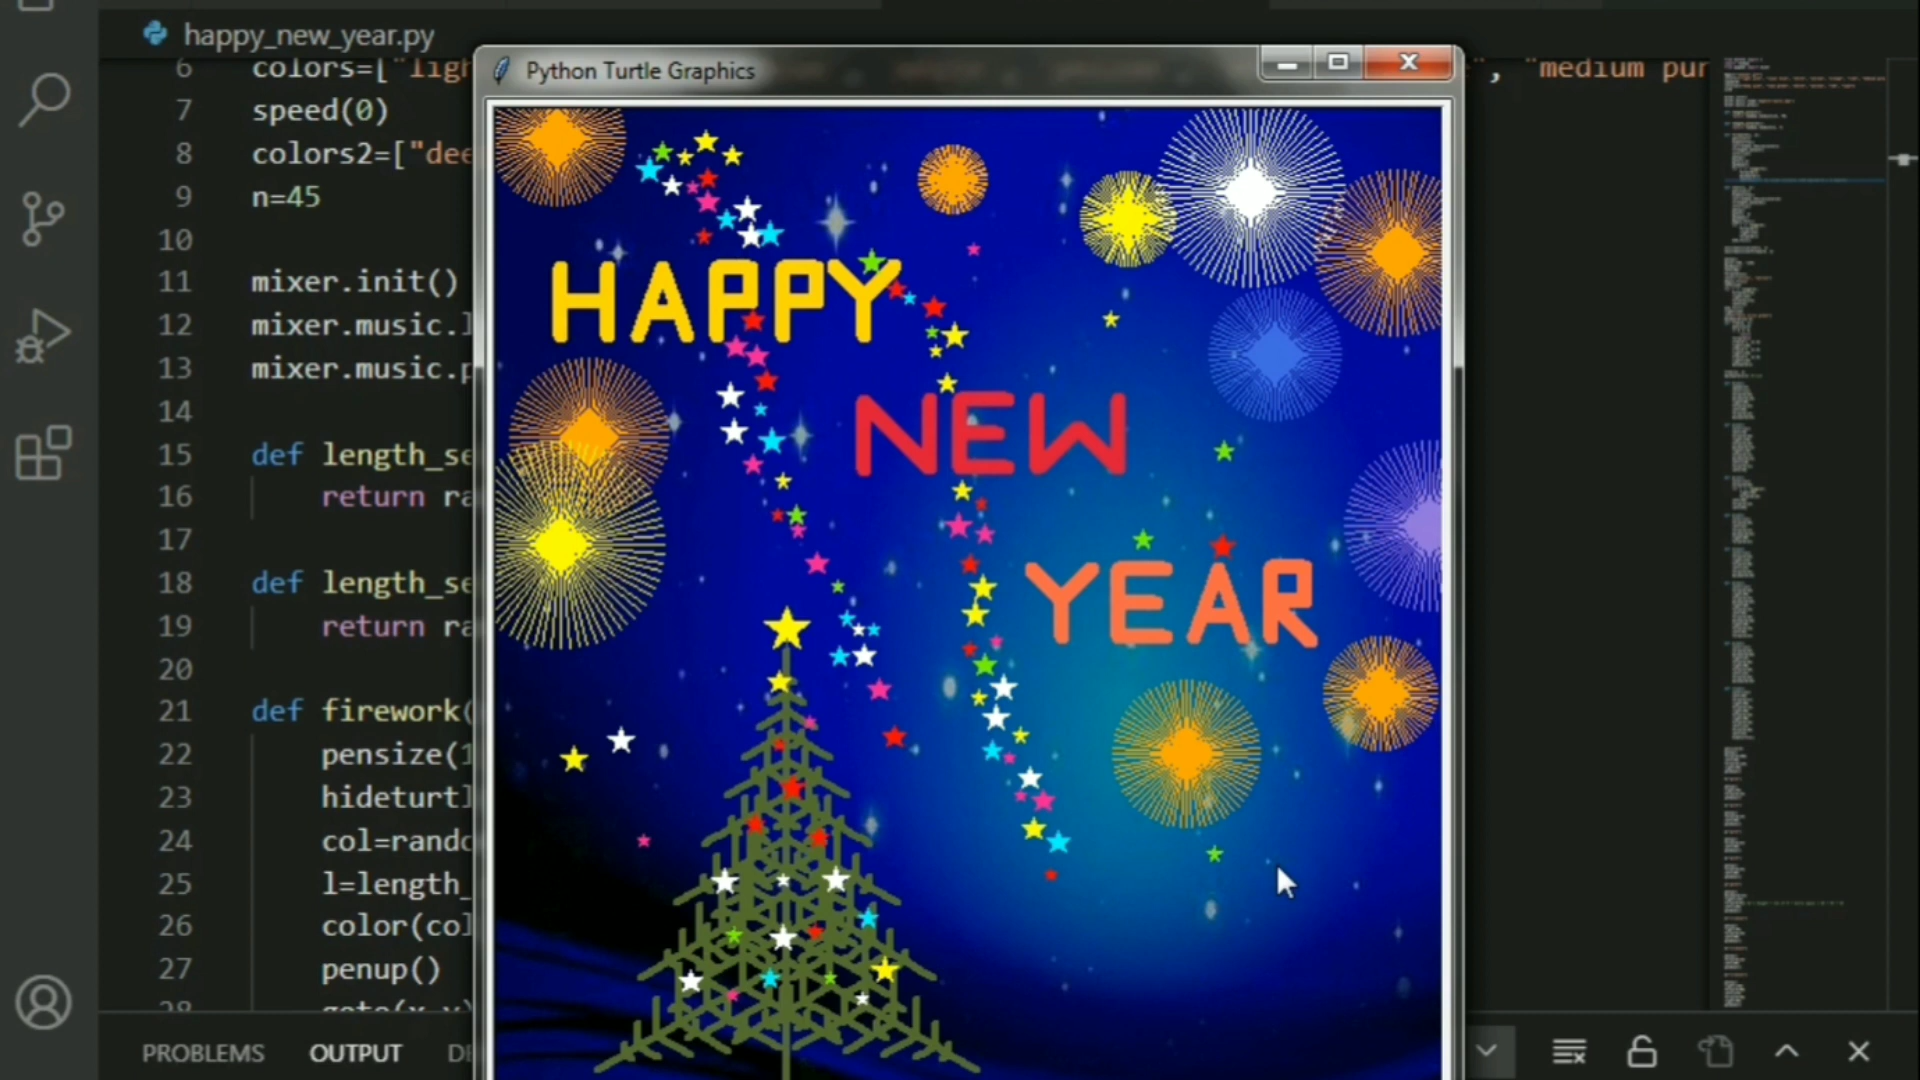 happy_new_year.py
Python Turtle Graphics
6 colors=["ligh ", "medium pur
7 speed(0)
8 colors2=["dee
9 n=45
10
11 mixer.init()
12 mixer.music.l
13 mixer.music.p
14
15 def length_se
16 return ra
17
18 def length_se
19 return ra
20
21 def firework(
22 pensize(1
23 hideturtl
24 col=rando
25 l=length_
26 color(col
27 penup()
28 goto(x,y)
HAPPY
NEW
YEAR
PROBLEMS OUTPUT DE